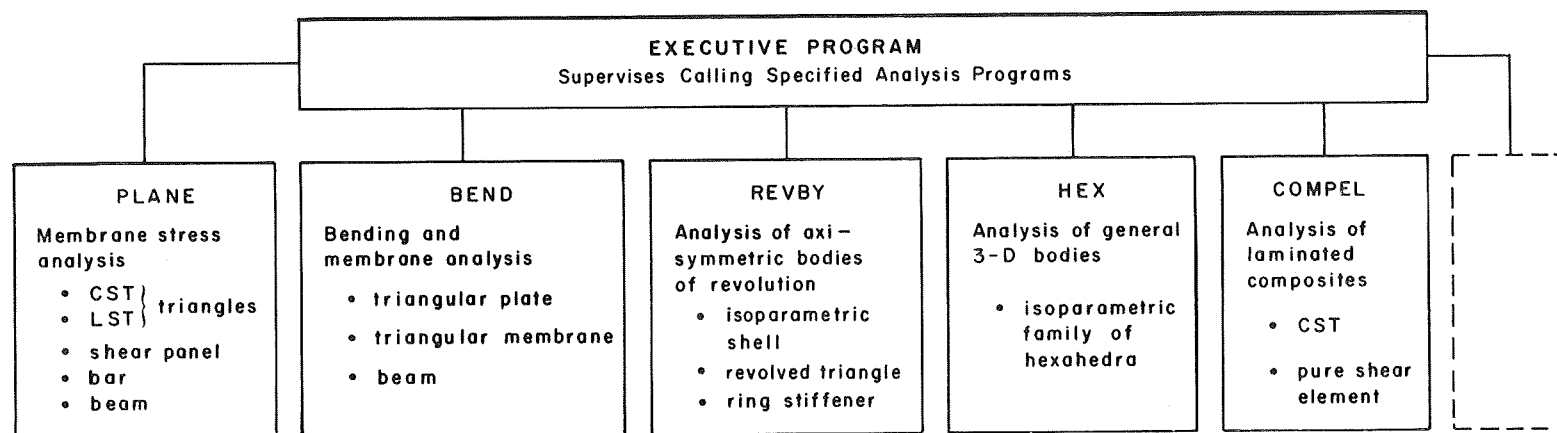 EXECUTIVE PROGRAM
Supervises Calling Specified Analysis Programs
PLANE
Membrane stress
analysis
• CST
• LST
} triangles
• shear panel
• bar
• beam
BEND
Bending and
membrane analysis
• triangular plate
• triangular membrane
• beam
REVBY
Analysis of axi-
symmetric bodies
of revolution
• isoparametric
shell
• revolved triangle
• ring stiffener
HEX
Analysis of general
3-D bodies
• isoparametric
family of
hexahedra
COMPEL
Analysis of
laminated
composites
• CST
• pure shear
element